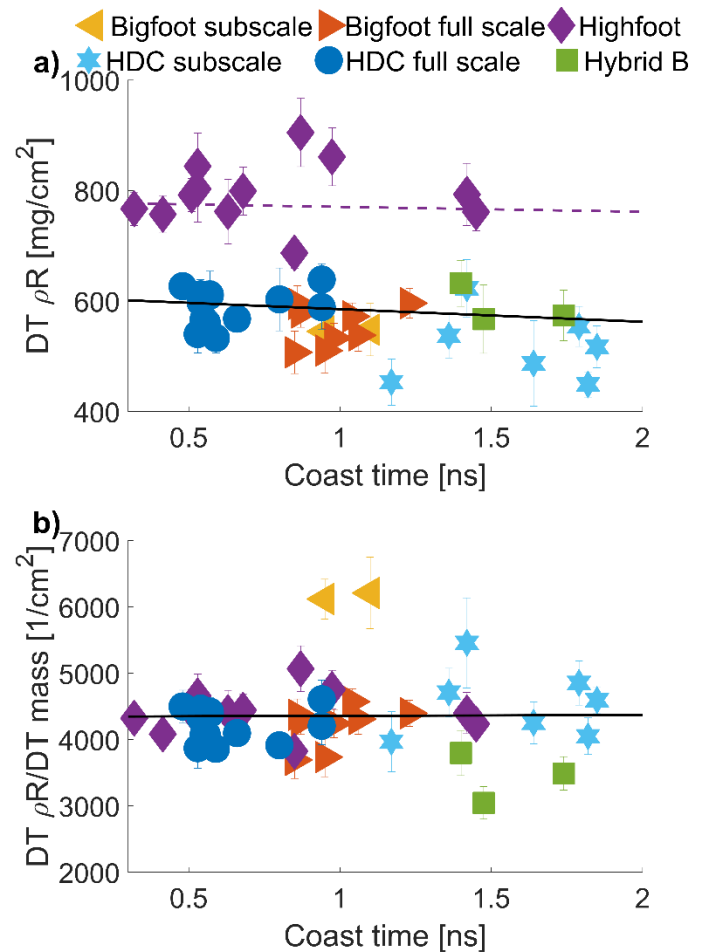 Bigfoot subscale Bigfoot full scale Highfoot
HDC subscale HDC full scale Hybrid B
a)
1000
800
600
400
DT ρR [mg/cm²]
0.5 1 1.5 2
Coast time [ns]
b)
7000
6000
5000
4000
3000
2000
DT ρR/DT mass [1/cm²]
0.5 1 1.5 2
Coast time [ns]